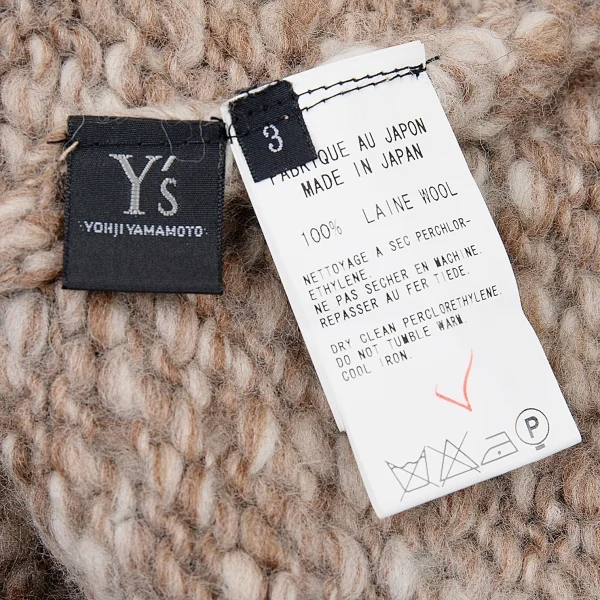 Y's
YOHJI YAMAMOTO
3
FABRIQUE AU JAPON
MADE IN JAPAN
100% LAINE WOOL
NETTOYAGE A SEC PERCHLOR-
ETHYLENE.
NE PAS SECHER EN MACHINE.
REPASSER AU FER TIEDE.
DRY CLEAN PERCLORETHYLENE.
DO NOT TUMBLE WARM.
COOL IRON.
P